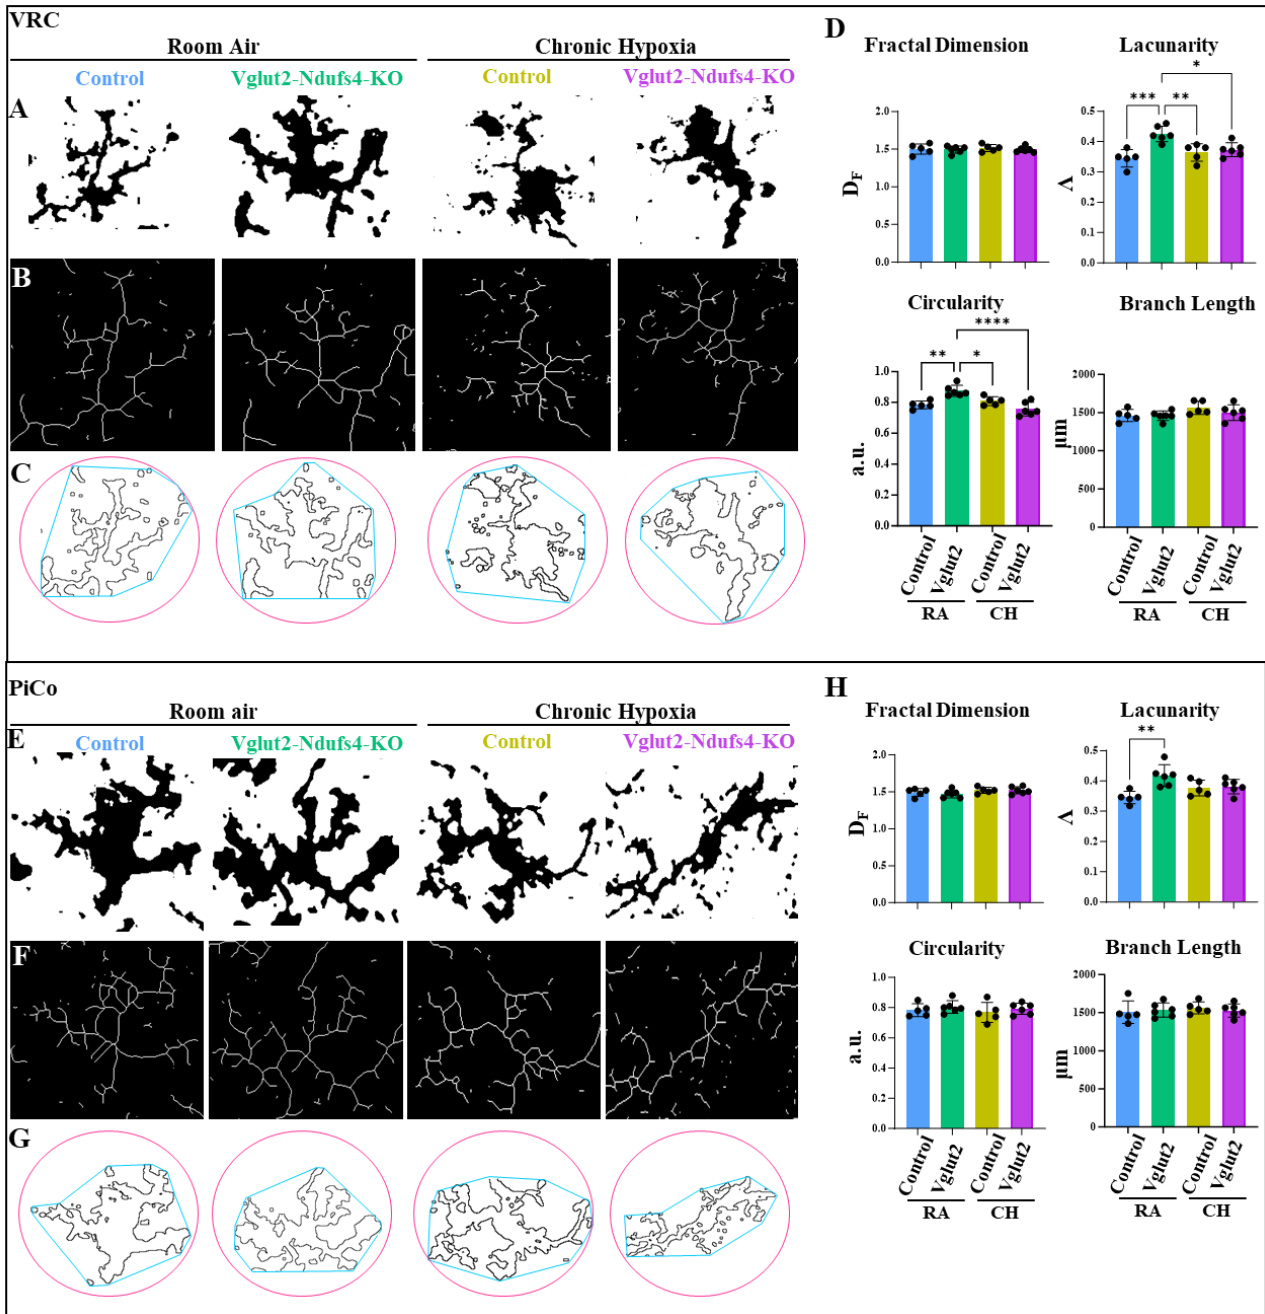 VRC
Room Air
Chronic Hypoxia
Control
Vglut2-Ndufs4-KO
Control
Vglut2-Ndufs4-KO
A
B
C
D
Fractal Dimension
Lacunarity
2.0
1.5
1.0
0.5
0.0
DF
*
*** **
0.5
0.4
0.3
0.2
0.1
0.0
Λ
Circularity
Branch Length
****
** *
1.0
0.8
0.6
0.4
0.2
0.0
a.u.
2000
1500
1000
500
0
µm
Control
Vglut2
Control
Vglut2
RA
CH
Control
Vglut2
Control
Vglut2
RA
CH
PiCo
Room air
Chronic Hypoxia
Control
Vglut2-Ndufs4-KO
Control
Vglut2-Ndufs4-KO
E
F
G
H
Fractal Dimension
Lacunarity
2.0
1.5
1.0
0.5
0.0
DF
**
0.5
0.4
0.3
0.2
0.1
0.0
Λ
Circularity
Branch Length
1.0
0.8
0.6
0.4
0.2
0.0
a.u.
2000
1500
1000
500
0
µm
Control
Vglut2
Control
Vglut2
RA
CH
Control
Vglut2
Control
Vglut2
RA
CH